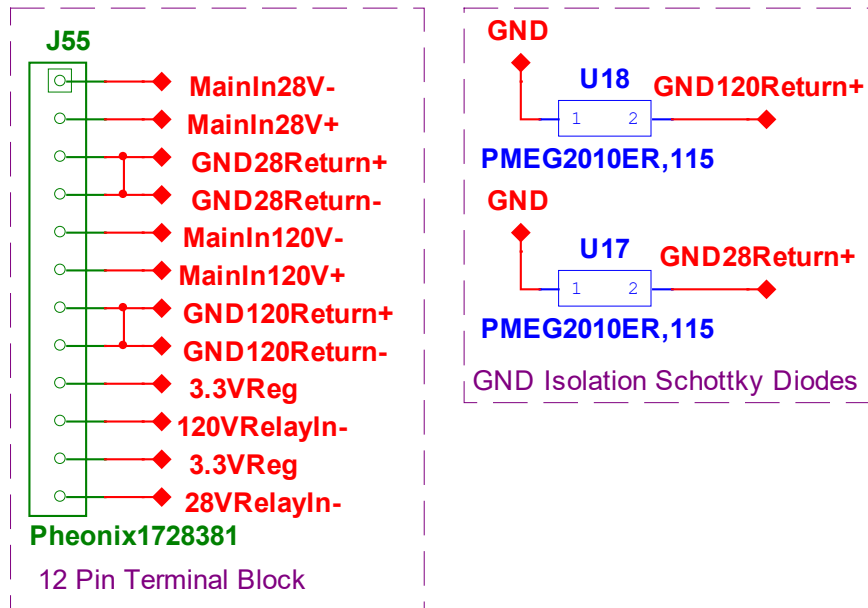 J55
MainIn28V-
MainIn28V+
GND28Return+
GND28Return-
MainIn120V-
MainIn120V+
GND120Return+
GND120Return-
3.3VReg
120VRelayIn-
3.3VReg
28VRelayIn-
Pheonix1728381
12 Pin Terminal Block
GND
U18
GND120Return+
1 2
PMEG2010ER,115
GND
U17
GND28Return+
1 2
PMEG2010ER,115
GND Isolation Schottky Diodes